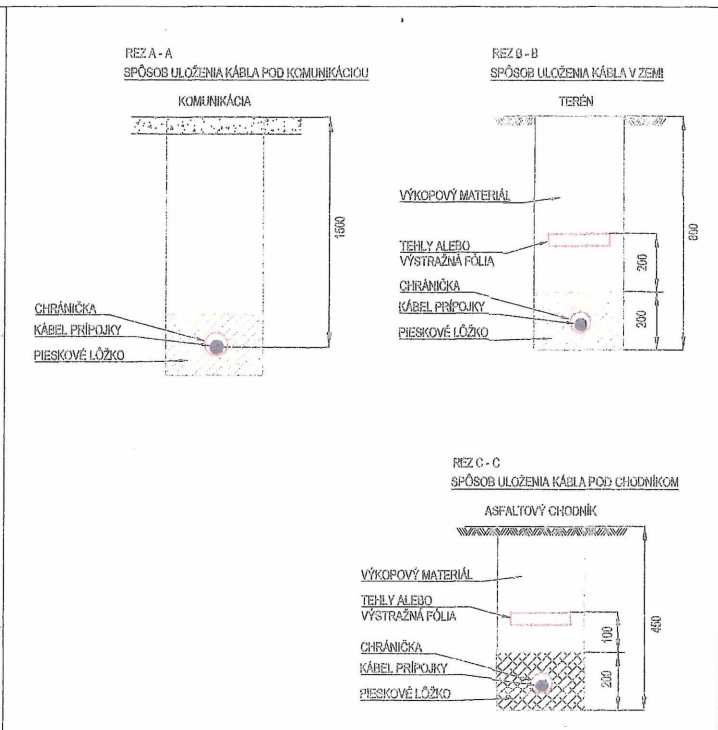 REZ A - A
SPÔSOB ULOŽENIA KÁBLA POD KOMUNIKÁCIOU
KOMUNIKÁCIA
1500
CHRÁNIČKA
KÁBEL PRÍPOJKY
PIESKOVÉ LÔŽKO
REZ B - B
SPÔSOB ULOŽENIA KÁBLA V ZEMI
TERÉN
VÝKOPOVÝ MATERIÁL
TEHLY ALEBO
VÝSTRAŽNÁ FÓLIA
CHRÁNIČKA
KÁBEL PRÍPOJKY
PIESKOVÉ LÔŽKO
200
200
800
REZ C - C
SPÔSOB ULOŽENIA KÁBLA POD CHODNÍKOM
ASFALTOVÝ CHODNÍK
VÝKOPOVÝ MATERIÁL
TEHLY ALEBO
VÝSTRAŽNÁ FÓLIA
CHRÁNIČKA
KÁBEL PRÍPOJKY
PIESKOVÉ LÔŽKO
100
200
450